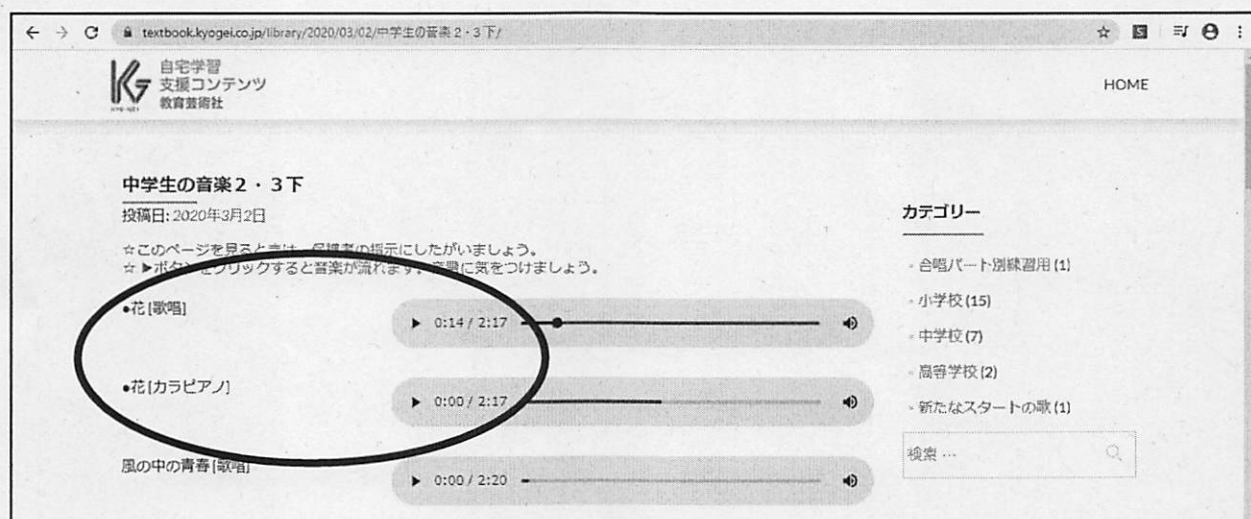 textbook.kyogei.co.jp/library/2020/03/02/中学生の音楽2・3下/
自宅学習
支援コンテンツ
教育芸術社
HOME
中学生の音楽2・3下
投稿日: 2020年3月2日
☆このページを見るときは、保護者の指示にしたがいましょう。
☆ ▶ボタンをクリックすると音楽が流れます。音量に気をつけましょう。
●花 [歌唱]
0:14 / 2:17
●花 [カラピアノ]
0:00 / 2:17
風の中の青春 [歌唱]
0:00 / 2:20
カテゴリー
合唱パート別練習用 (1)
小学校 (15)
中学校 (7)
高等学校 (2)
新たなスタートの歌 (1)
検索 …